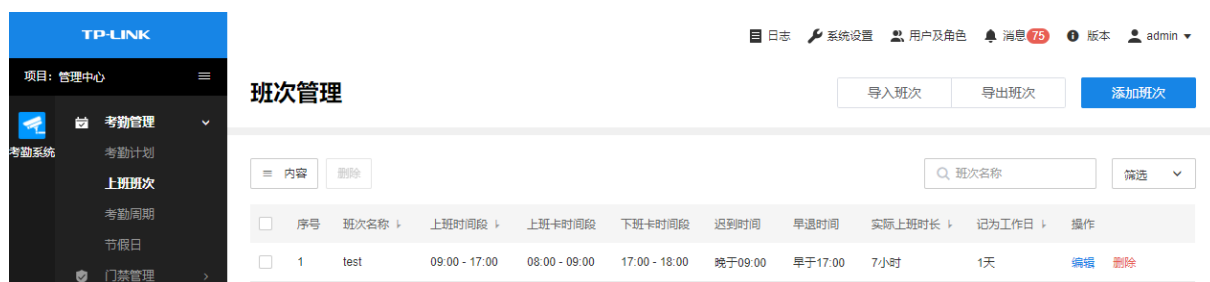 TP-LINK
日志 系统设置 用户及角色 消息 75 版本 admin
项目：管理中心
班次管理 导入班次 导出班次 添加班次
考勤系统
考勤管理
考勤计划
上班班次
考勤周期
节假日
门禁管理
内容 删除 班次名称 筛选
序号 班次名称 上班时间段 上班卡时间段 下班卡时间段 迟到时间 早退时间 实际上班时长 记为工作日 操作
1 test 09:00 - 17:00 08:00 - 09:00 17:00 - 18:00 晚于09:00 早于17:00 7小时 1天 编辑 删除